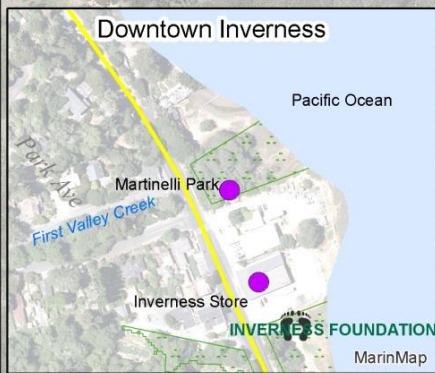 Downtown Inverness
Pacific Ocean
Park Ave
Martinelli Park
First Valley Creek
Inverness Store
INVERNESS FOUNDATION
MarinMap